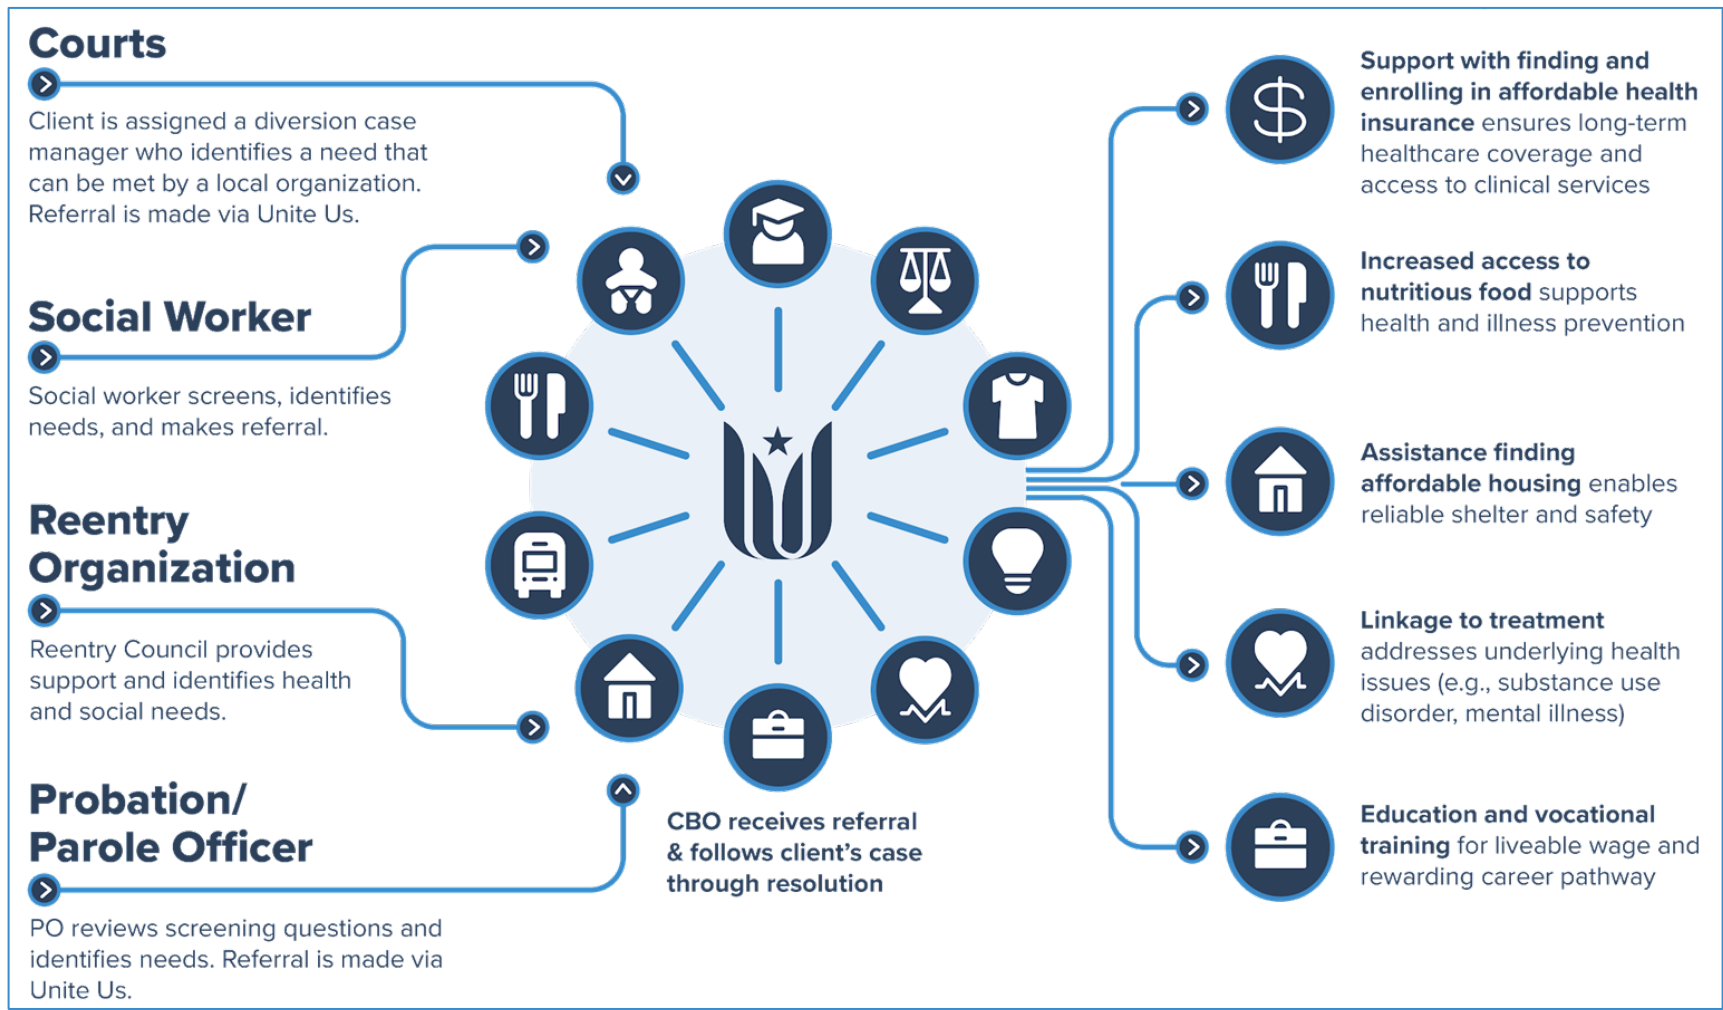 Courts
Client is assigned a diversion case
manager who identifies a need that
can be met by a local organization.
Referral is made via Unite Us.
Social Worker
Social worker screens, identifies
needs, and makes referral.
Reentry
Organization
Reentry Council provides
support and identifies health
and social needs.
Probation/
Parole Officer
PO reviews screening questions and
identifies needs. Referral is made via
Unite Us.
CBO receives referral
& follows client's case
through resolution
Support with finding and
enrolling in affordable health
insurance ensures long-term
healthcare coverage and
access to clinical services
Increased access to
nutritious food supports
health and illness prevention
Assistance finding
affordable housing enables
reliable shelter and safety
Linkage to treatment
addresses underlying health
issues (e.g., substance use
disorder, mental illness)
Education and vocational
training for liveable wage and
rewarding career pathway